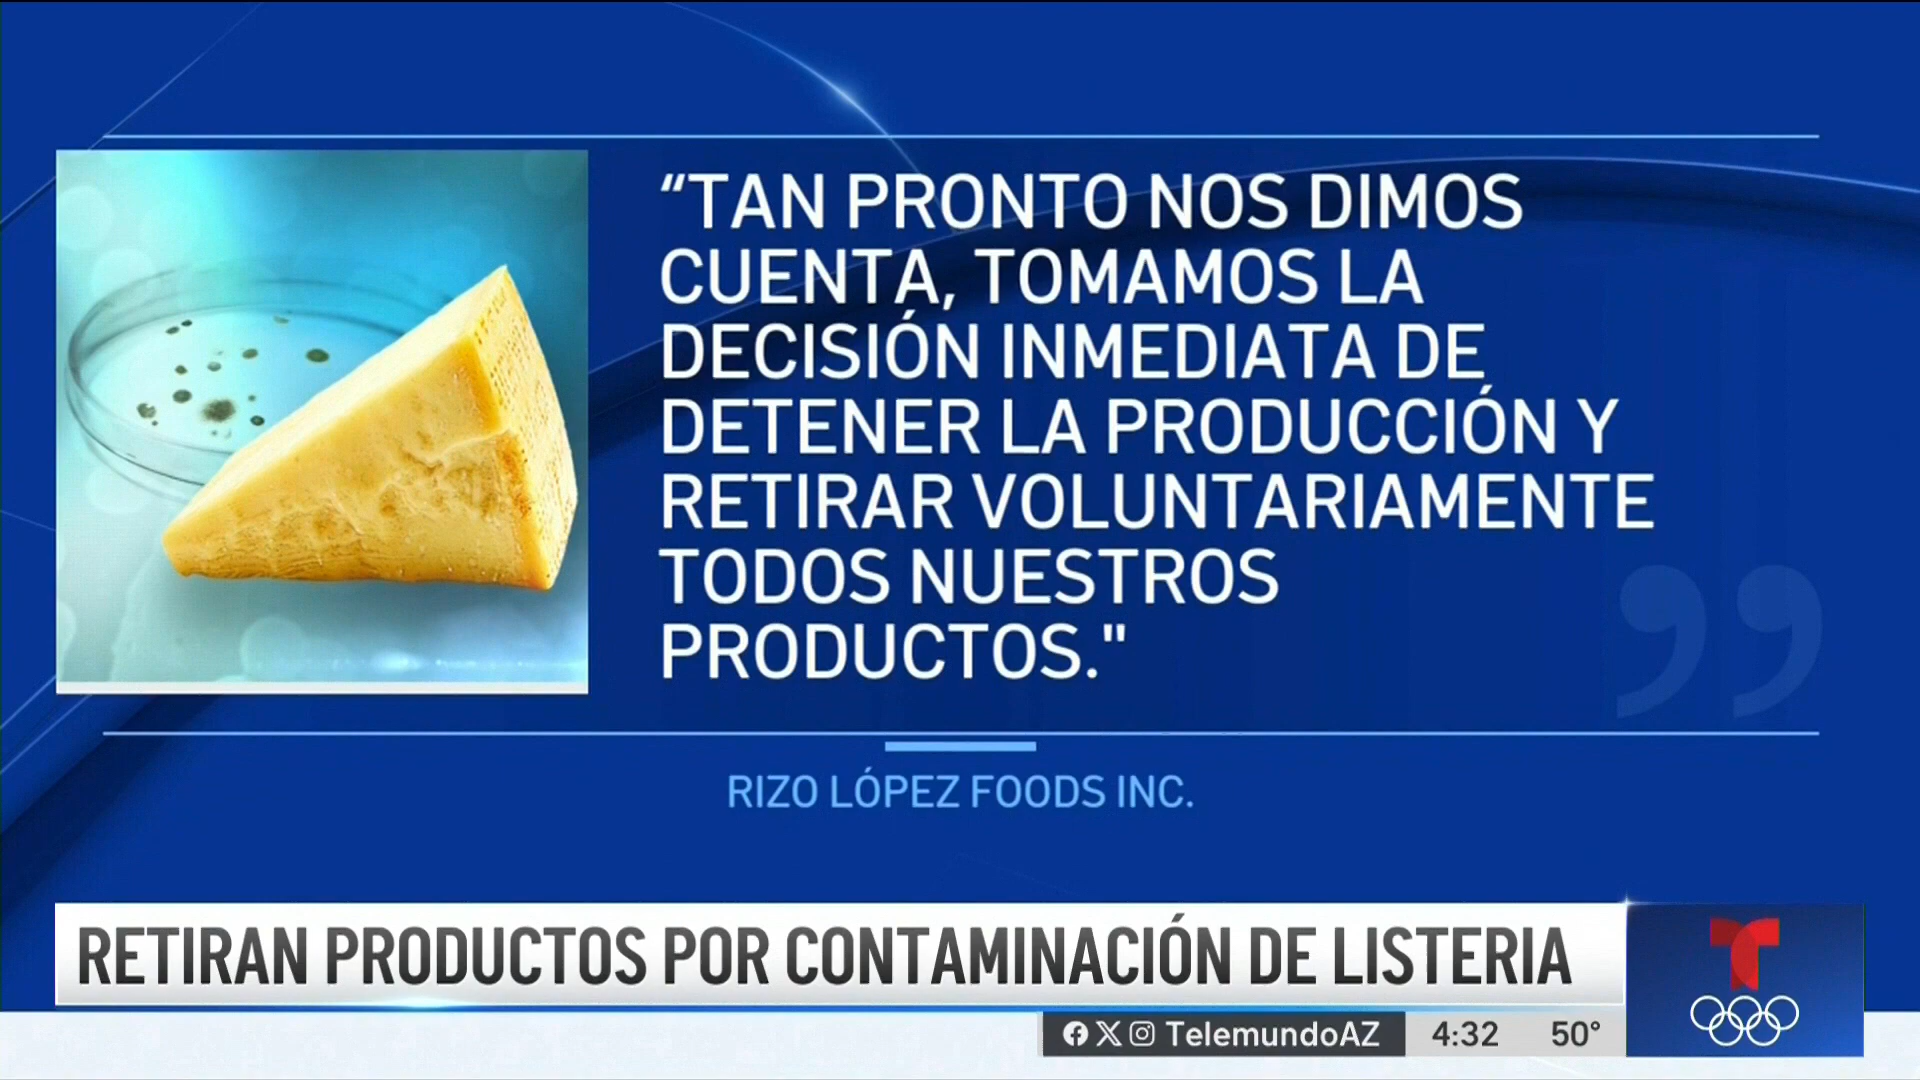 “TAN PRONTO NOS DIMOS
CUENTA, TOMAMOS LA
DECISIÓN INMEDIATA DE
DETENER LA PRODUCCIÓN Y
RETIRAR VOLUNTARIAMENTE
TODOS NUESTROS
PRODUCTOS."
RIZO LÓPEZ FOODS INC.
RETIRAN PRODUCTOS POR CONTAMINACIÓN DE LISTERIA
TelemundoAZ 4:32 50°